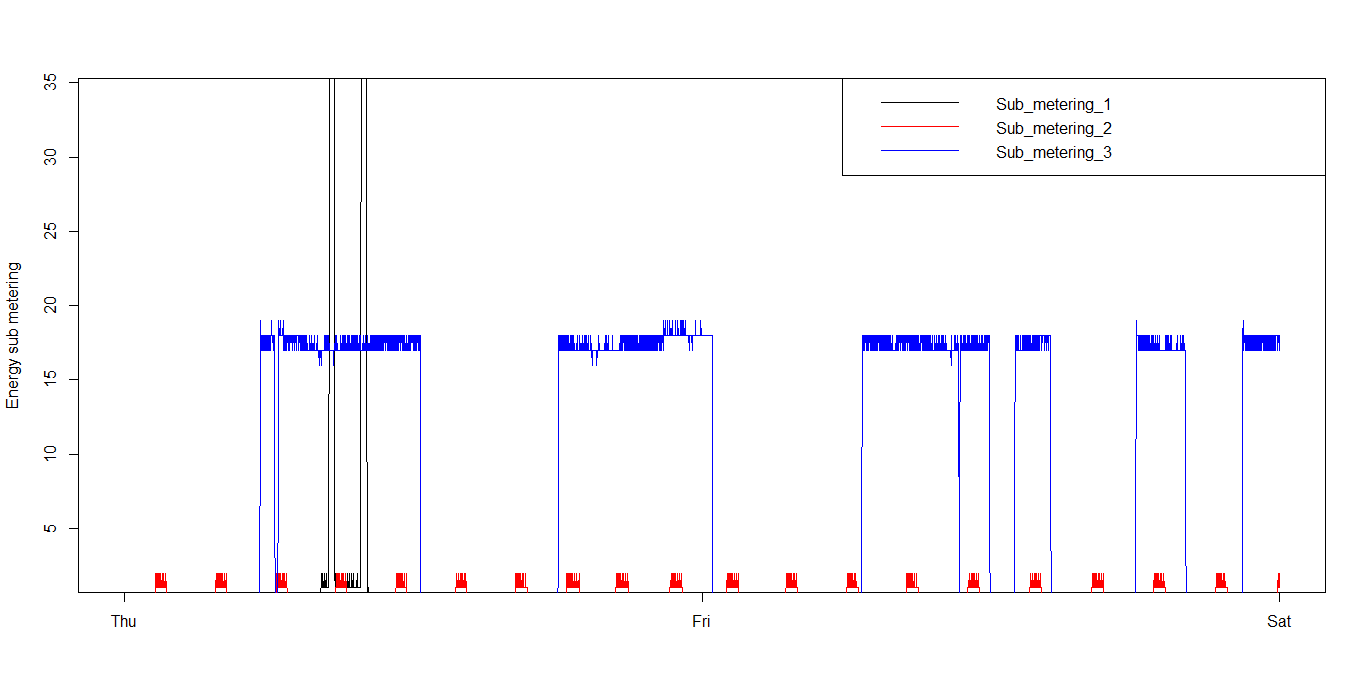 35
30
25
20
15
10
5
Energy sub metering
Sub_metering_1
Sub_metering_2
Sub_metering_3
Thu
Fri
Sat